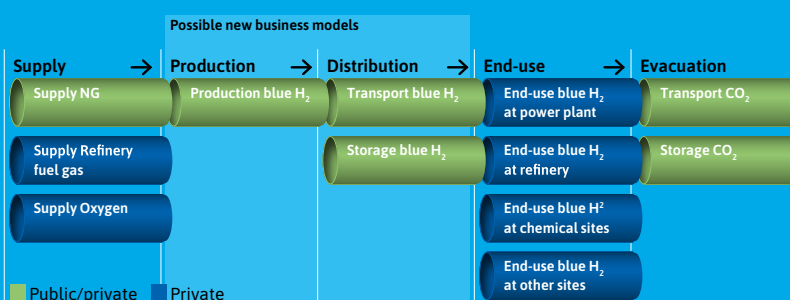 Possible new business models
Supply
Production
Distribution
End-use
Evacuation
Supply NG
Production blue H₂
Transport blue H₂
End-use blue H₂
at power plant
Transport CO₂
Supply Refinery
fuel gas
Storage blue H₂
End-use blue H₂
at refinery
Storage CO₂
Supply Oxygen
End-use blue H²
at chemical sites
End-use blue H₂
at other sites
Public/private
Private